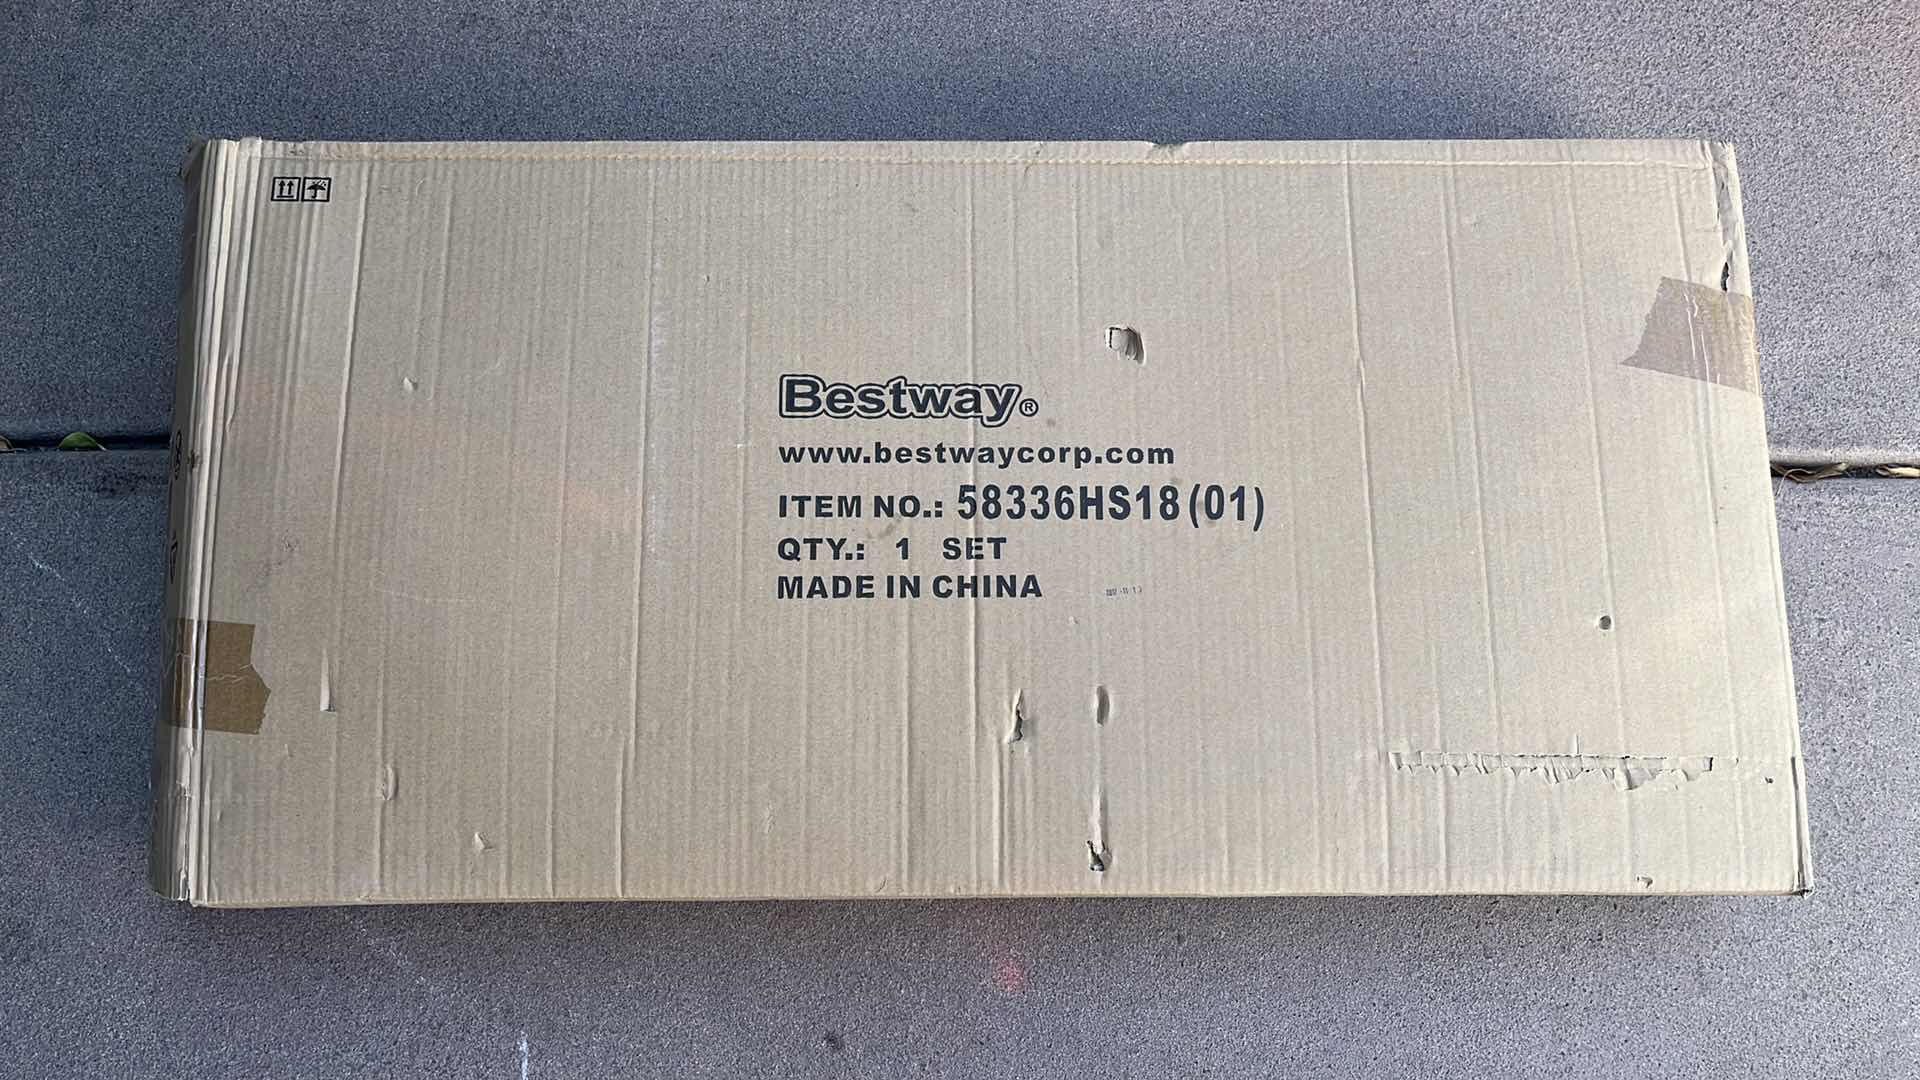 Bestway®
www.bestwaycorp.com
ITEM NO.: 58336HS18(01)
QTY.: 1 SET
MADE IN CHINA